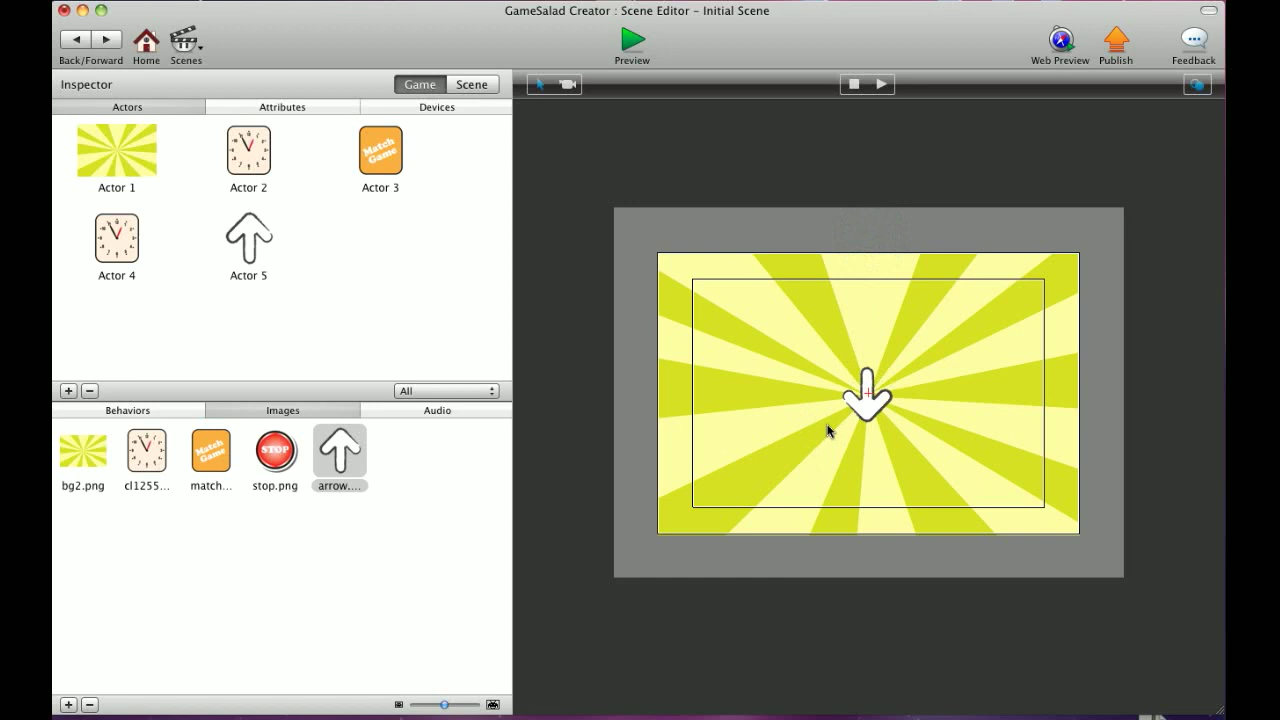 GameSalad Creator : Scene Editor – Initial Scene
Back/Forward Home Scenes Preview Web Preview Publish Feedback
Inspector Game Scene
Actors Attributes Devices
Match Game
Actor 1 Actor 2 Actor 3
Actor 4 Actor 5
All
Behaviors Images Audio
Match Game STOP
bg2.png cl1255... match... stop.png arrow....